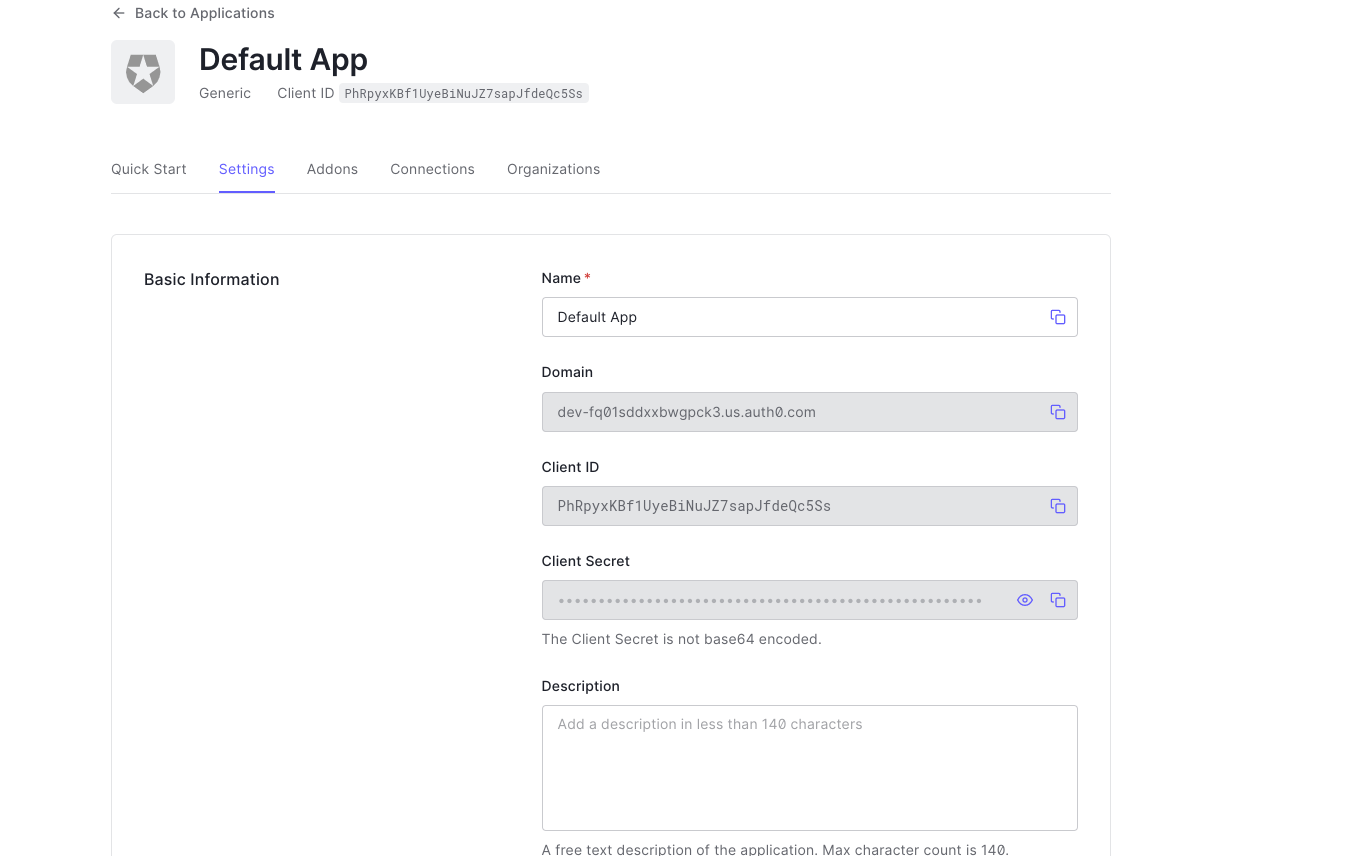 Back to Applications
Default App
Generic Client ID PhRpyxKBf1UyeBiNuJZ7sapJfdeQc5Ss
Quick Start Settings Addons Connections Organizations
Basic Information
Name *
Default App
Domain
dev-fq01sddxxbwgpck3.us.auth0.com
Client ID
PhRpyxKBf1UyeBiNuJZ7sapJfdeQc5Ss
Client Secret
The Client Secret is not base64 encoded.
Description
Add a description in less than 140 characters
A free text description of the application. Max character count is 140.